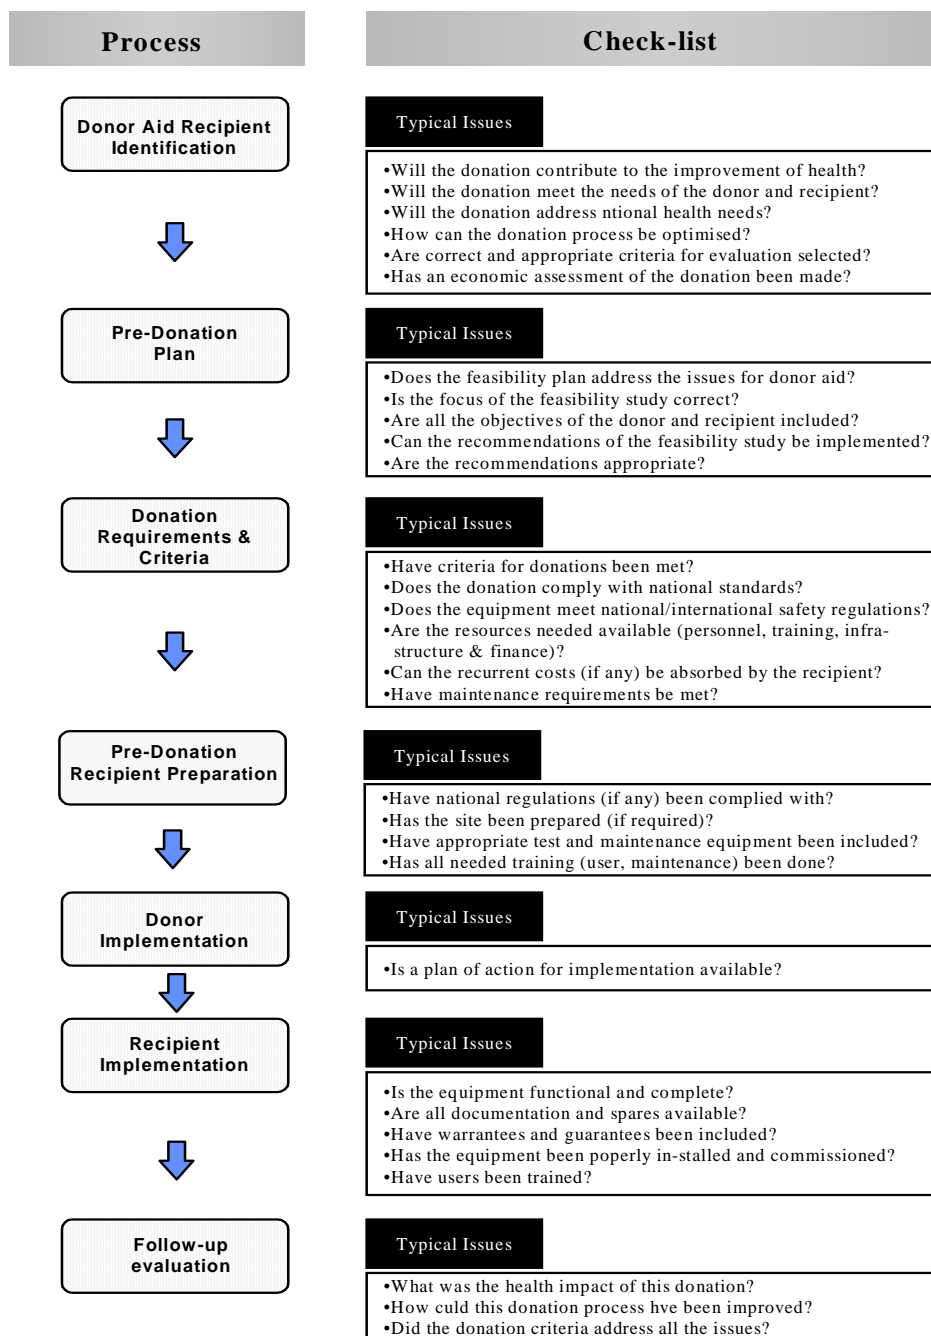 Process
Check-list
Donor Aid Recipient
Identification
Typical Issues
•Will the donation contribute to the improvement of health?
•Will the donation meet the needs of the donor and recipient?
•Will the donation address ntional health needs?
•How can the donation process be optimised?
•Are correct and appropriate criteria for evaluation selected?
•Has an economic assessment of the donation been made?
Pre-Donation
Plan
Typical Issues
•Does the feasibility plan address the issues for donor aid?
•Is the focus of the feasibility study correct?
•Are all the objectives of the donor and recipient included?
•Can the recommendations of the feasibility study be implemented?
•Are the recommendations appropriate?
Donation
Requirements &
Criteria
Typical Issues
•Have criteria for donations been met?
•Does the donation comply with national standards?
•Does the equipment meet national/international safety regulations?
•Are the resources needed available (personnel, training, infra-
structure & finance)?
•Can the recurrent costs (if any) be absorbed by the recipient?
•Have maintenance requirements be met?
Pre-Donation
Recipient Preparation
Typical Issues
•Have national regulations (if any) been complied with?
•Has the site been prepared (if required)?
•Have appropriate test and maintenance equipment been included?
•Has all needed training (user, maintenance) been done?
Donor
Implementation
Typical Issues
•Is a plan of action for implementation available?
Recipient
Implementation
Typical Issues
•Is the equipment functional and complete?
•Are all documentation and spares available?
•Have warrantees and guarantees been included?
•Has the equipment been poperly in-stalled and commissioned?
•Have users been trained?
Follow-up
evaluation
Typical Issues
•What was the health impact of this donation?
•How culd this donation process hve been improved?
•Did the donation criteria address all the issues?